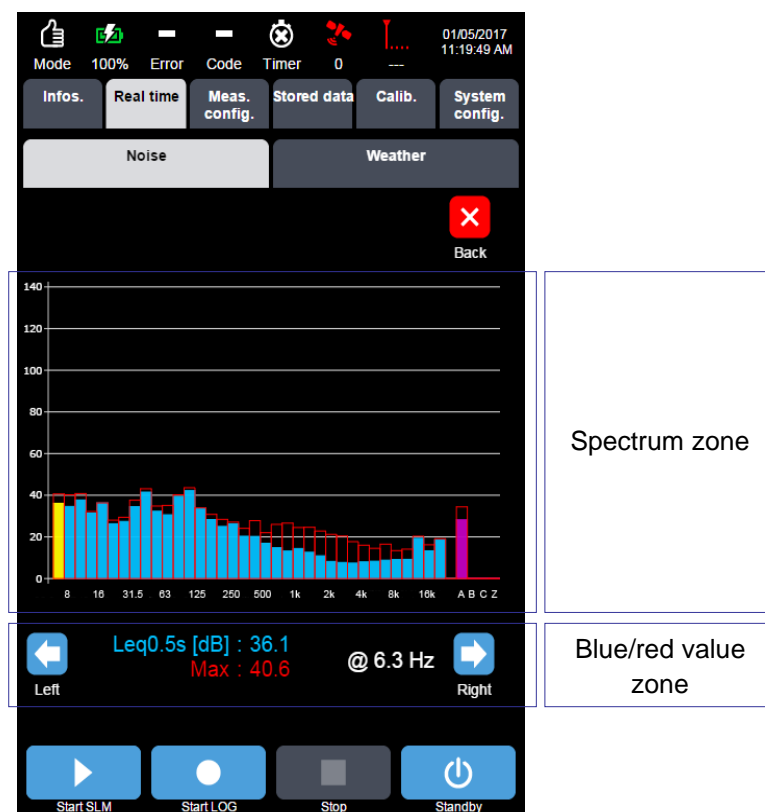 01/05/2017
11:19:49 AM
Mode 100% Error Code Timer 0 ---
Infos. Real time Meas. config. Stored data Calib. System config.
Noise Weather
Back
140
120
100
80
60
40
20
0
8 16 31.5 63 125 250 500 1k 2k 4k 8k 16k A B C Z
Spectrum zone
Leq0.5s [dB] : 36.1
Max : 40.6
@ 6.3 Hz
Left
Right
Blue/red value
zone
Start SLM Start LOG Stop Standby